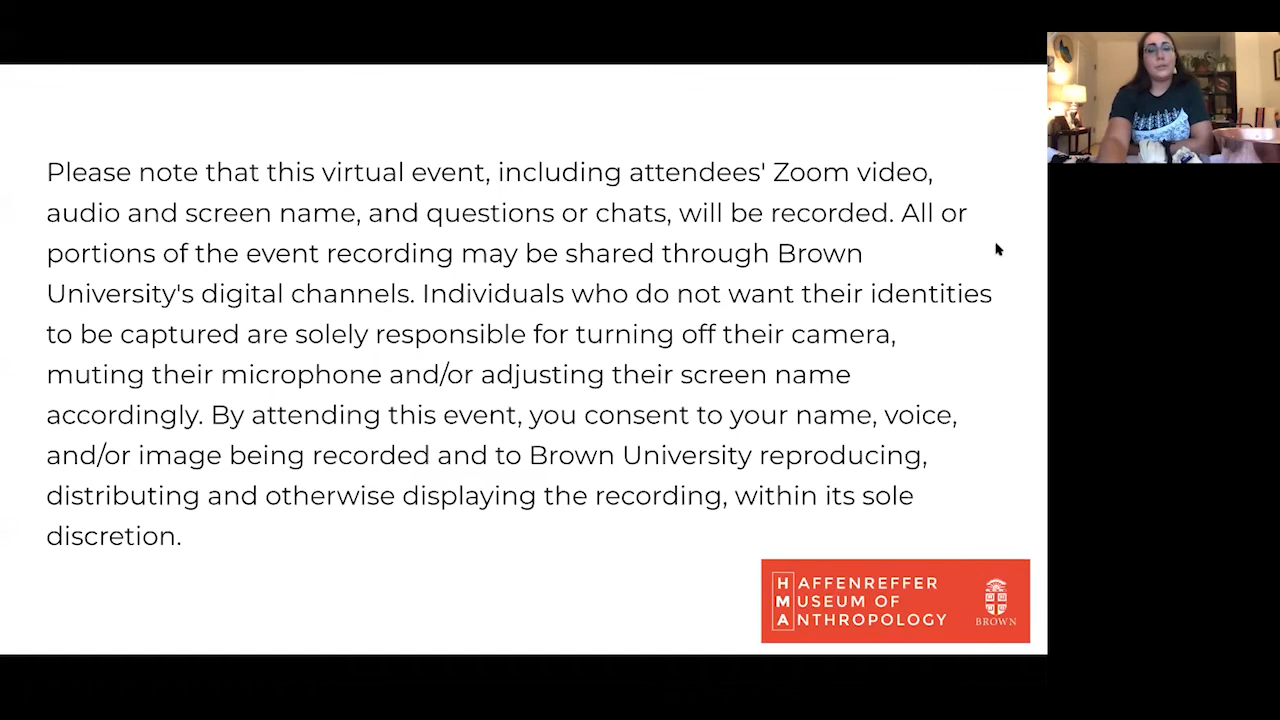 Please note that this virtual event, including attendees' Zoom video,
audio and screen name, and questions or chats, will be recorded. All or
portions of the event recording may be shared through Brown
University's digital channels. Individuals who do not want their identities
to be captured are solely responsible for turning off their camera,
muting their microphone and/or adjusting their screen name
accordingly. By attending this event, you consent to your name, voice,
and/or image being recorded and to Brown University reproducing,
distributing and otherwise displaying the recording, within its sole
discretion.
HAFFENREFFER
MUSEUM OF
ANTHROPOLOGY
BROWN